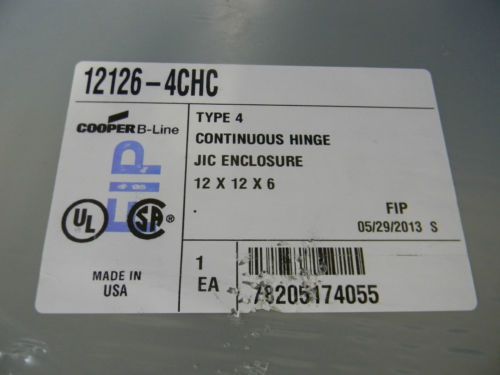 12126-4CHC
COOPER B-Line
FIP
UL
SA ®
MADE IN
USA
TYPE 4
CONTINUOUS HINGE
JIC ENCLOSURE
12 X 12 X 6
.
FIP
05/29/2013 S
1
EA
78205174055